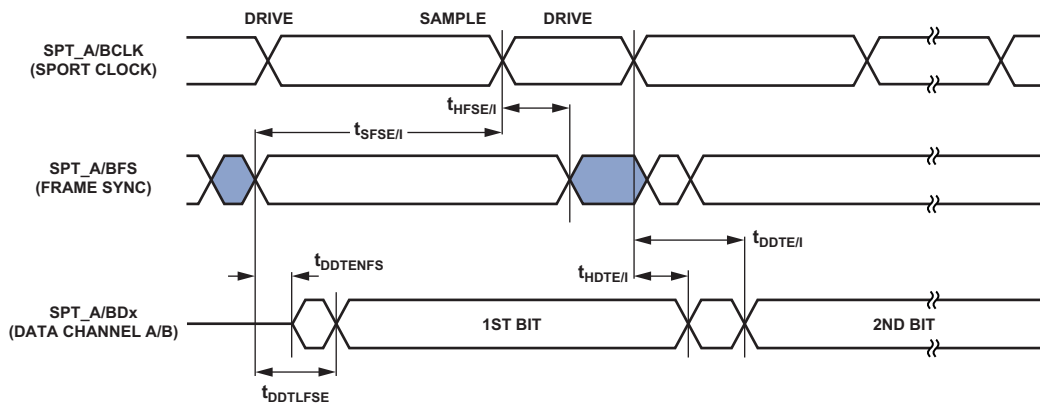 DRIVE SAMPLE DRIVE
SPT_A/BCLK
(SPORT CLOCK)
tHFSE/I
tSFSE/I
SPT_A/BFS
(FRAME SYNC)
tDDTE/I
tDDTENFS
tHDTE/I
SPT_A/BDx
(DATA CHANNEL A/B)
1ST BIT 2ND BIT
tDDTLFSE